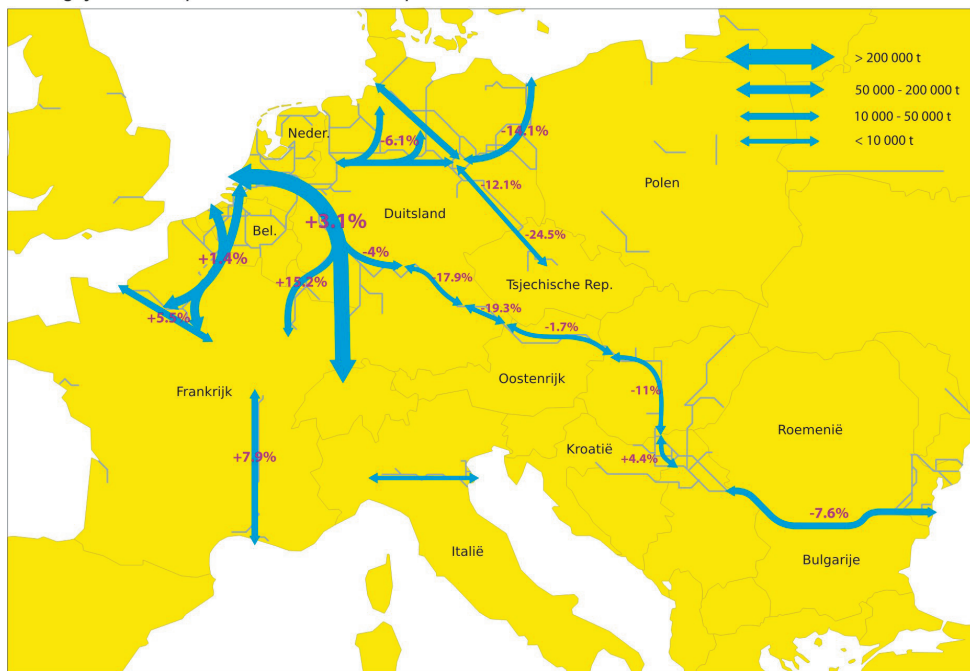 > 200 000 t
50 000 - 200 000 t
10 000 - 50 000 t
< 10 000 t
Neder.
-6.1%
-14.1%
-12.1%
Polen
Duitsland
+3.1%
Bel.
-24.5%
+1.4%
-4%
+15.2%
-17.9%
Tsjechische Rep.
+5.5%
-19.3%
-1.7%
Oostenrijk
Frankrijk
-11%
Roemenië
Kroatië
+4.4%
+7.9%
-7.6%
Italië
Bulgarije